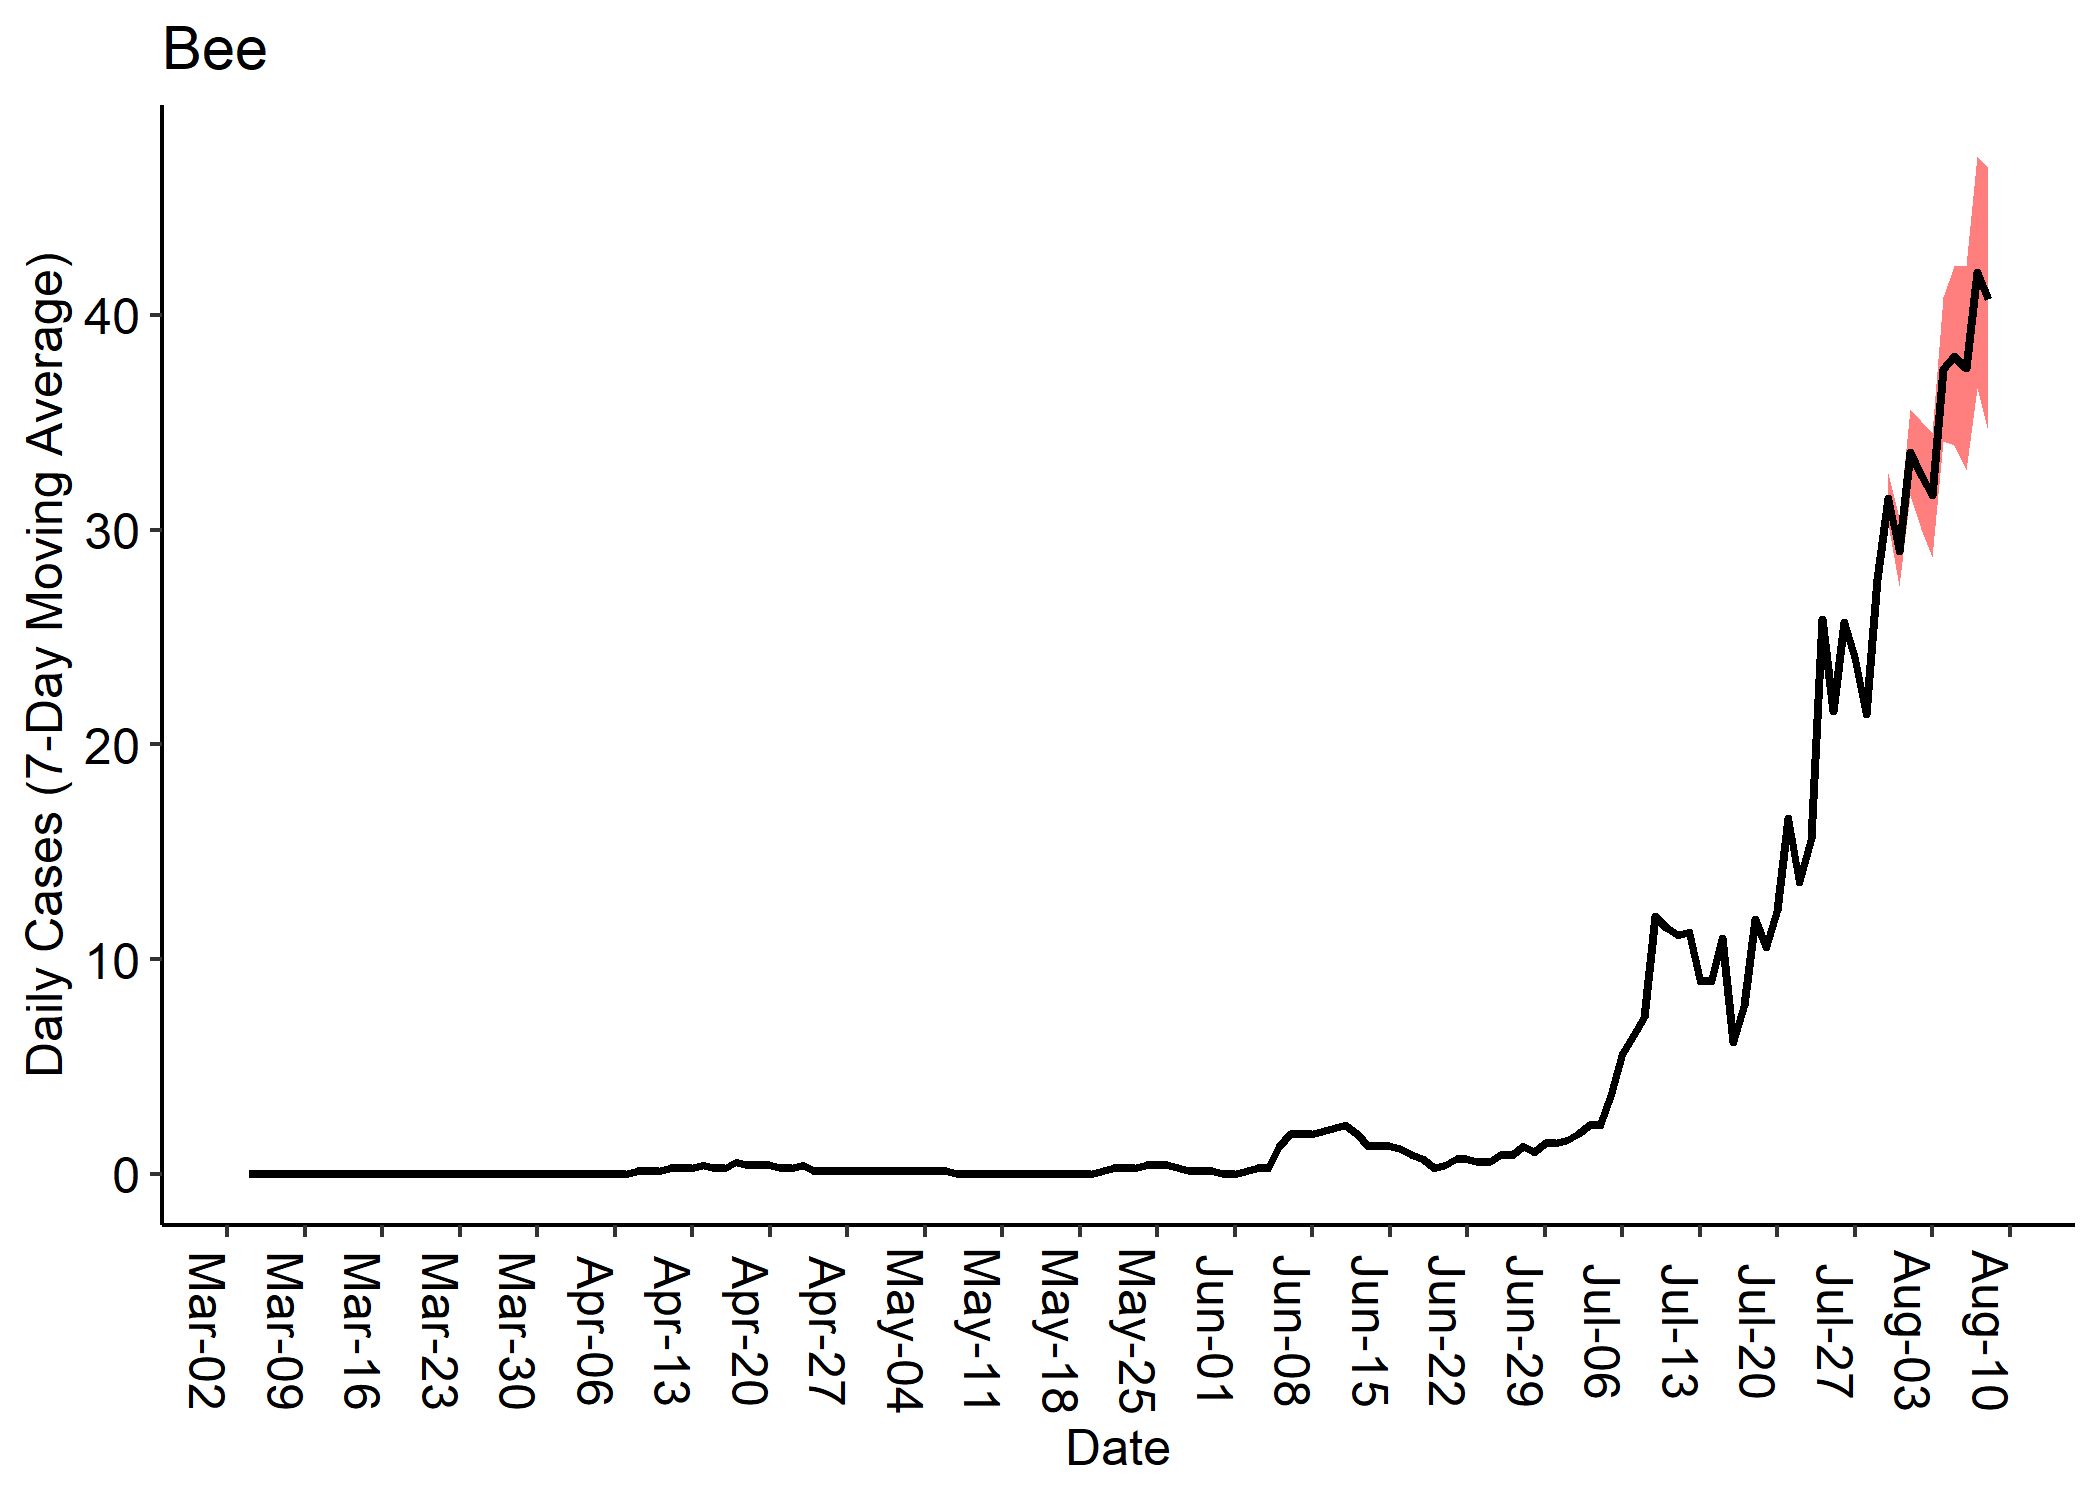 Bee
Daily Cases (7-Day Moving Average)
40
30
20
10
0
Mar-02
Mar-09
Mar-16
Mar-23
Mar-30
Apr-06
Apr-13
Apr-20
Apr-27
May-04
May-11
May-18
May-25
Jun-01
Jun-08
Jun-15
Jun-22
Jun-29
Jul-06
Jul-13
Jul-20
Jul-27
Aug-03
Aug-10
Date